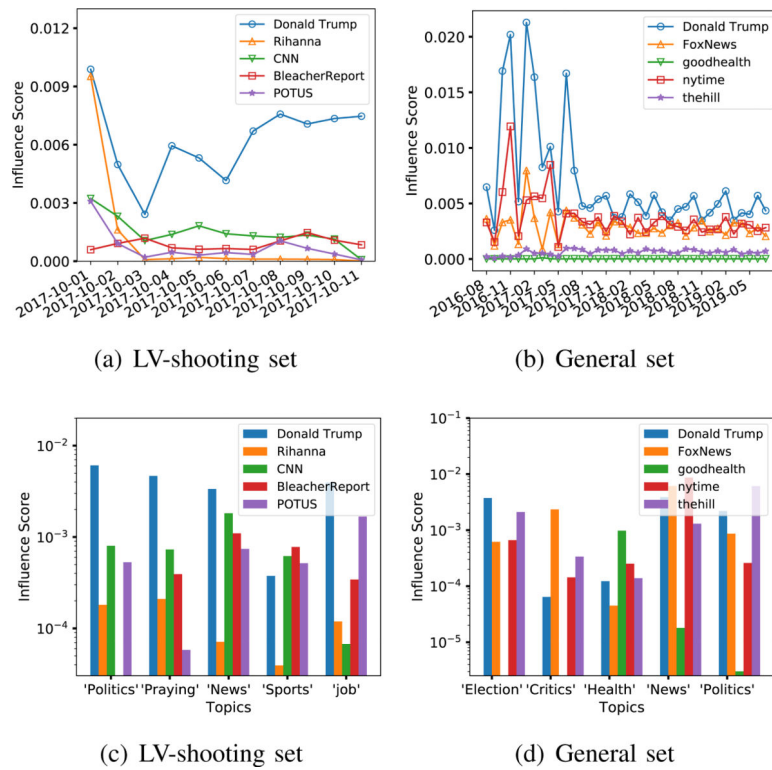 0.012
0.009
0.006
0.003
0.000
Influence Score
Donald Trump
Rihanna
CNN
BleacherReport
POTUS
2017-10-01
2017-10-02
2017-10-03
2017-10-04
2017-10-05
2017-10-06
2017-10-07
2017-10-08
2017-10-09
2017-10-10
2017-10-11
(a) LV-shooting set
0.020
0.015
0.010
0.005
0.000
Influence Score
Donald Trump
FoxNews
goodhealth
nytime
thehill
2016-08
2016-11
2017-02
2017-05
2017-08
2017-11
2018-02
2018-05
2018-08
2018-11
2019-02
2019-05
(b) General set
10⁻²
10⁻³
10⁻⁴
Influence Score
Donald Trump
Rihanna
CNN
BleacherReport
POTUS
'Politics' 'Praying' 'News' 'Sports' 'job'
Topics
(c) LV-shooting set
10⁻¹
10⁻²
10⁻³
10⁻⁴
10⁻⁵
Influence Score
Donald Trump
FoxNews
goodhealth
nytime
thehill
'Election' 'Critics' 'Health' 'News' 'Politics'
Topics
(d) General set